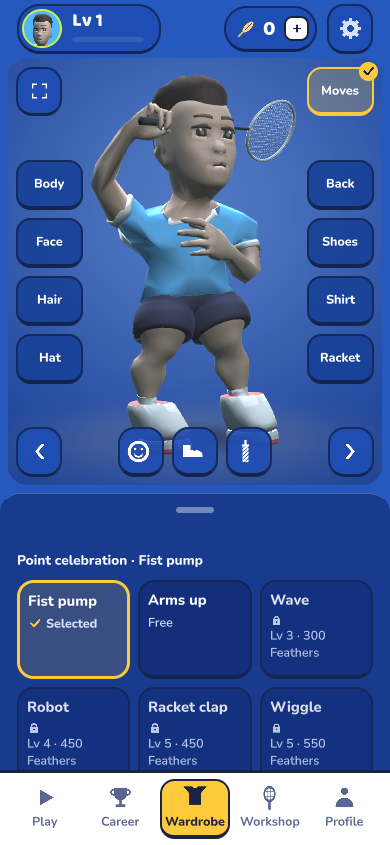 Lv 1
0
+
Moves
Body
Back
Face
Shoes
Hair
Shirt
Hat
Racket
Point celebration · Fist pump
Fist pump
Selected
Arms up
Free
Wave
Lv 3 · 300
Feathers
Robot
Lv 4 · 450
Feathers
Racket clap
Lv 5 · 450
Feathers
Wiggle
Lv 5 · 550
Feathers
Play
Career
Wardrobe
Workshop
Profile